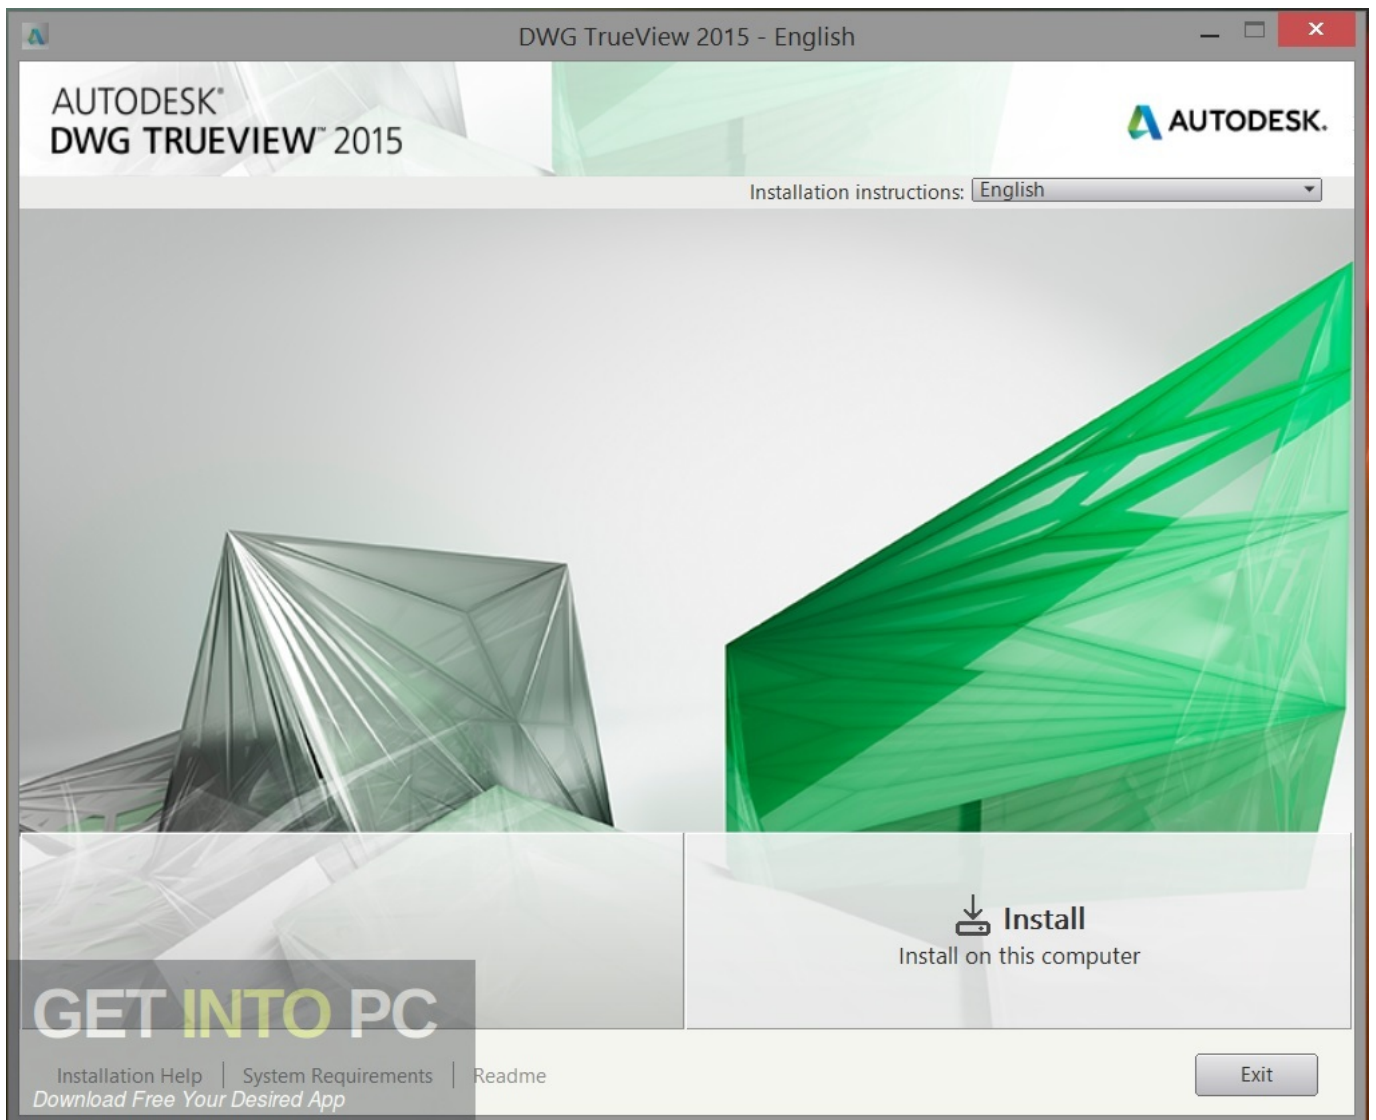 DWG TrueView 2015 - English
AUTODESK®
DWG TRUEVIEW™ 2015
AUTODESK.
Installation instructions: English
Install
Install on this computer
GET INTO PC
Installation Help | System Requirements | Readme
Exit
Download Free Your Desired App